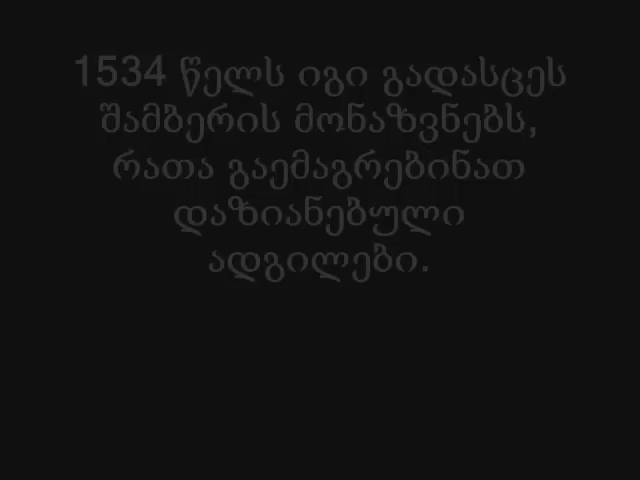 1534 წელს იგი გადასცეს
შამბერის მონაზვნებს,
რათა გაემაგრებინათ
დაზიანებული
ადგილები.